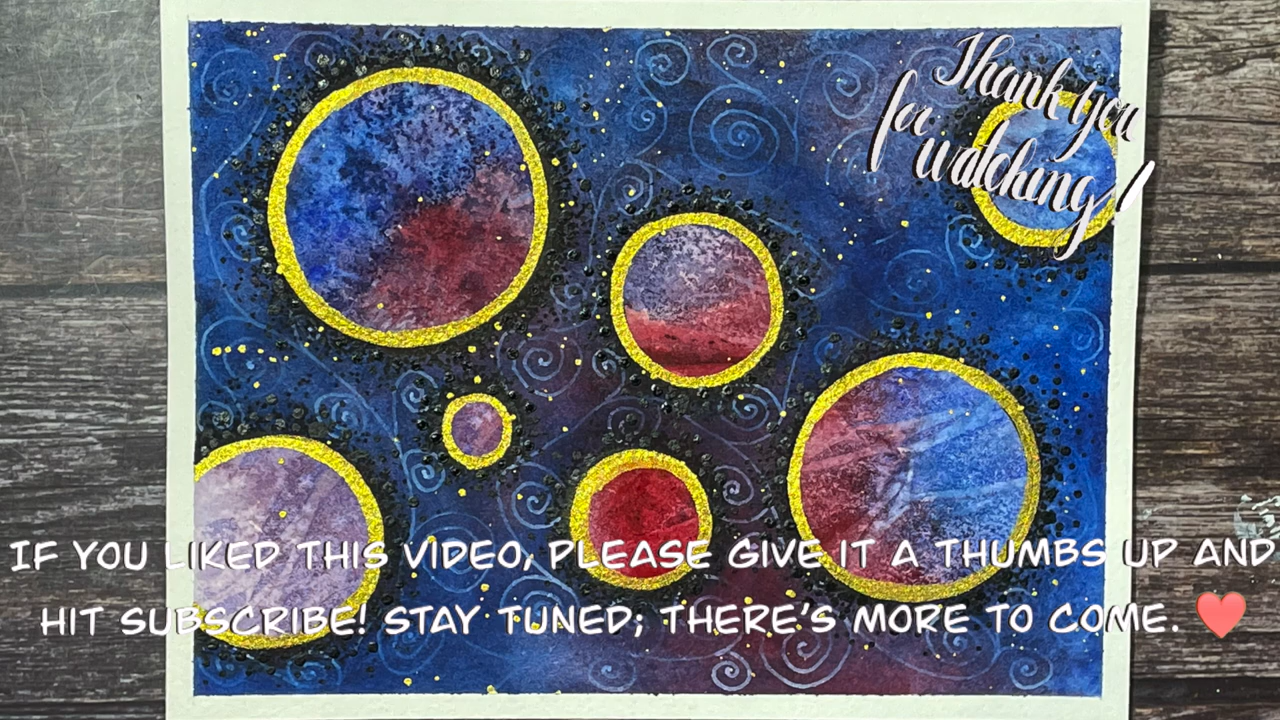 Thank you
for watching!
IF YOU LIKED THIS VIDEO, PLEASE GIVE IT A THUMBS UP AND
HIT SUBSCRIBE! STAY TUNED; THERE'S MORE TO COME. ❤️